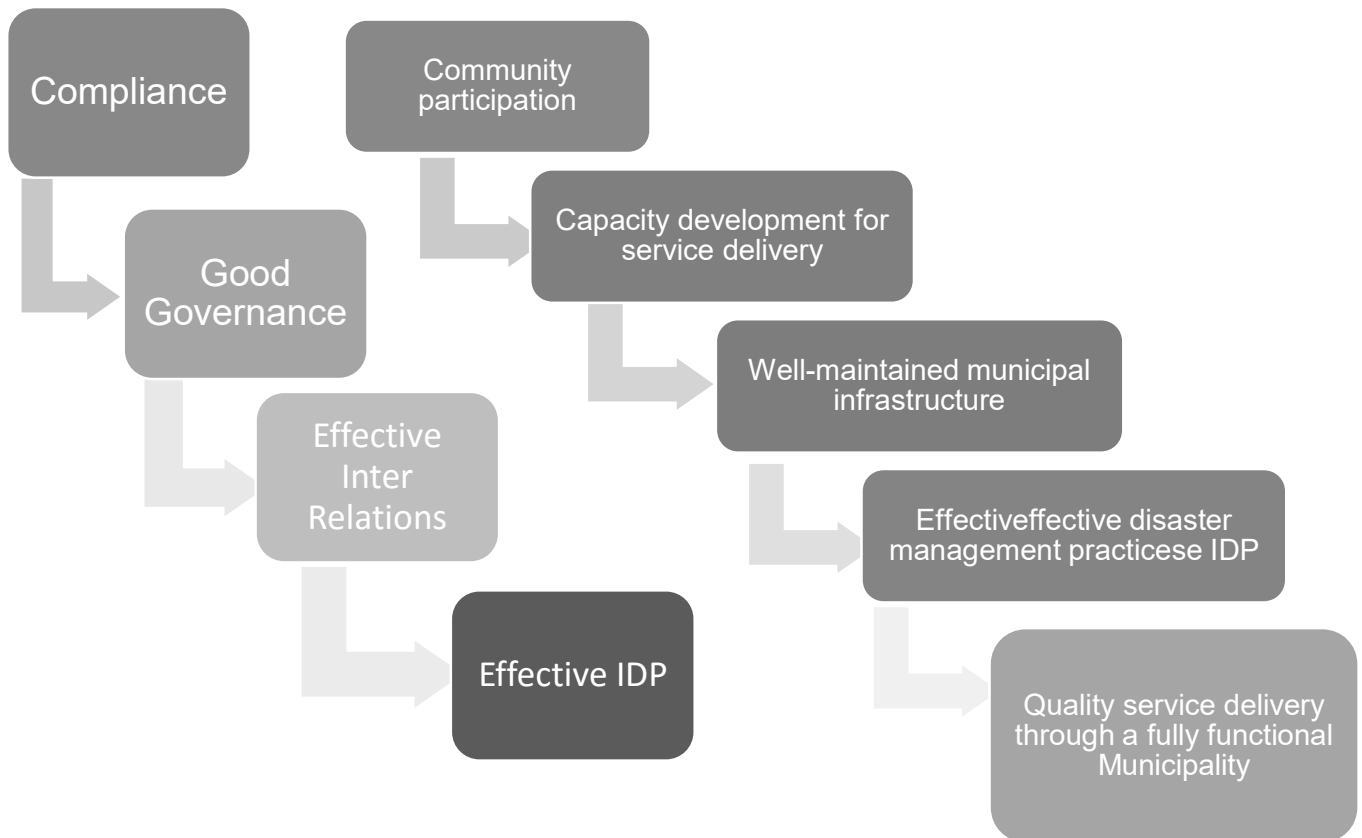 Compliance
Good
Governance
Effective
Inter
Relations
Effective IDP
Community
participation
Capacity development for
service delivery
Well-maintained municipal
infrastructure
Effectiveffective disaster
management practicese IDP
Quality service delivery
through a fully functional
Municipality